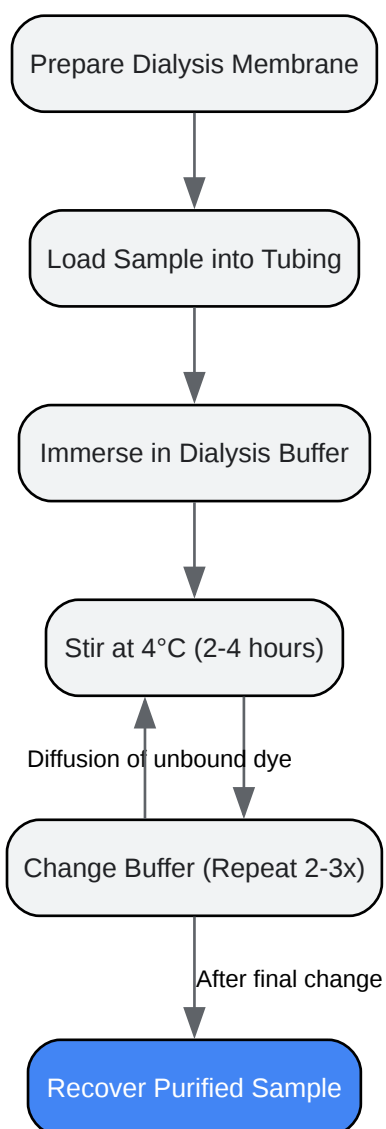 Prepare Dialysis Membrane
Load Sample into Tubing
Immerse in Dialysis Buffer
Stir at 4°C (2-4 hours)
Diffusion of unbound dye
Change Buffer (Repeat 2-3x)
After final change
Recover Purified Sample